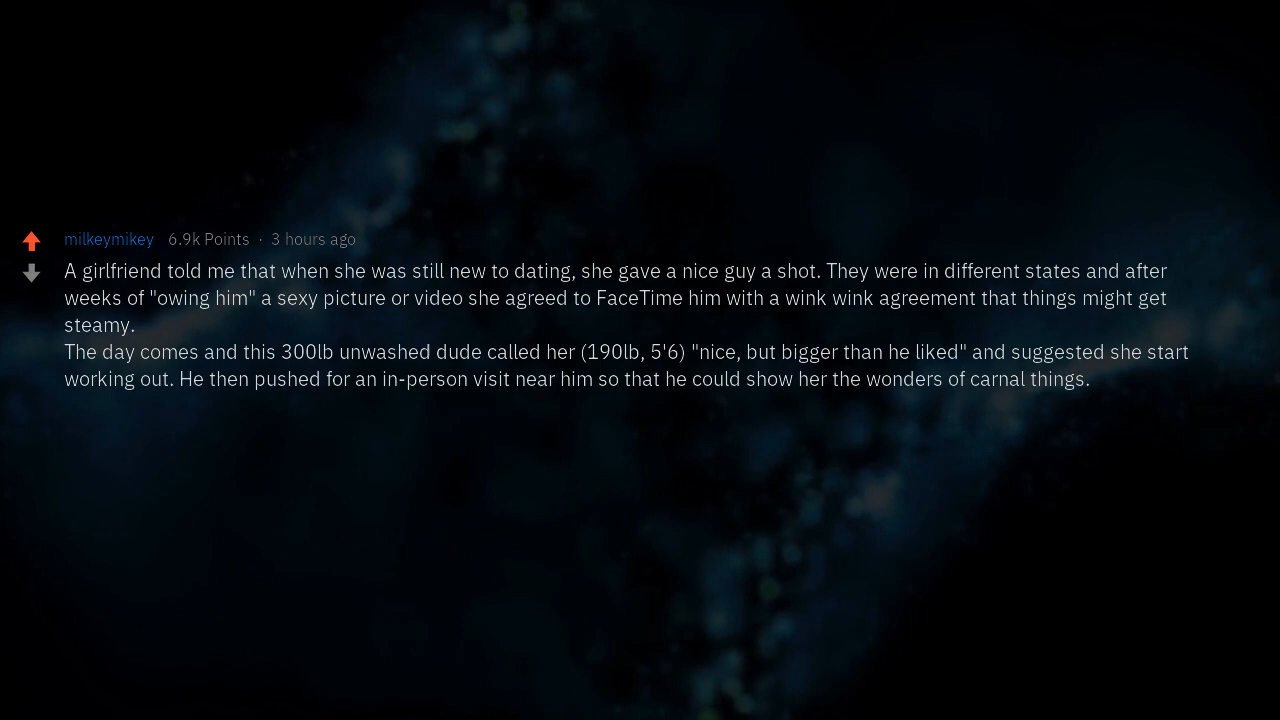 milkeymikey 6.9k Points · 3 hours ago
A girlfriend told me that when she was still new to dating, she gave a nice guy a shot. They were in different states and after
weeks of "owing him" a sexy picture or video she agreed to FaceTime him with a wink wink agreement that things might get
steamy.
The day comes and this 300lb unwashed dude called her (190lb, 5'6) "nice, but bigger than he liked" and suggested she start
working out. He then pushed for an in-person visit near him so that he could show her the wonders of carnal things.